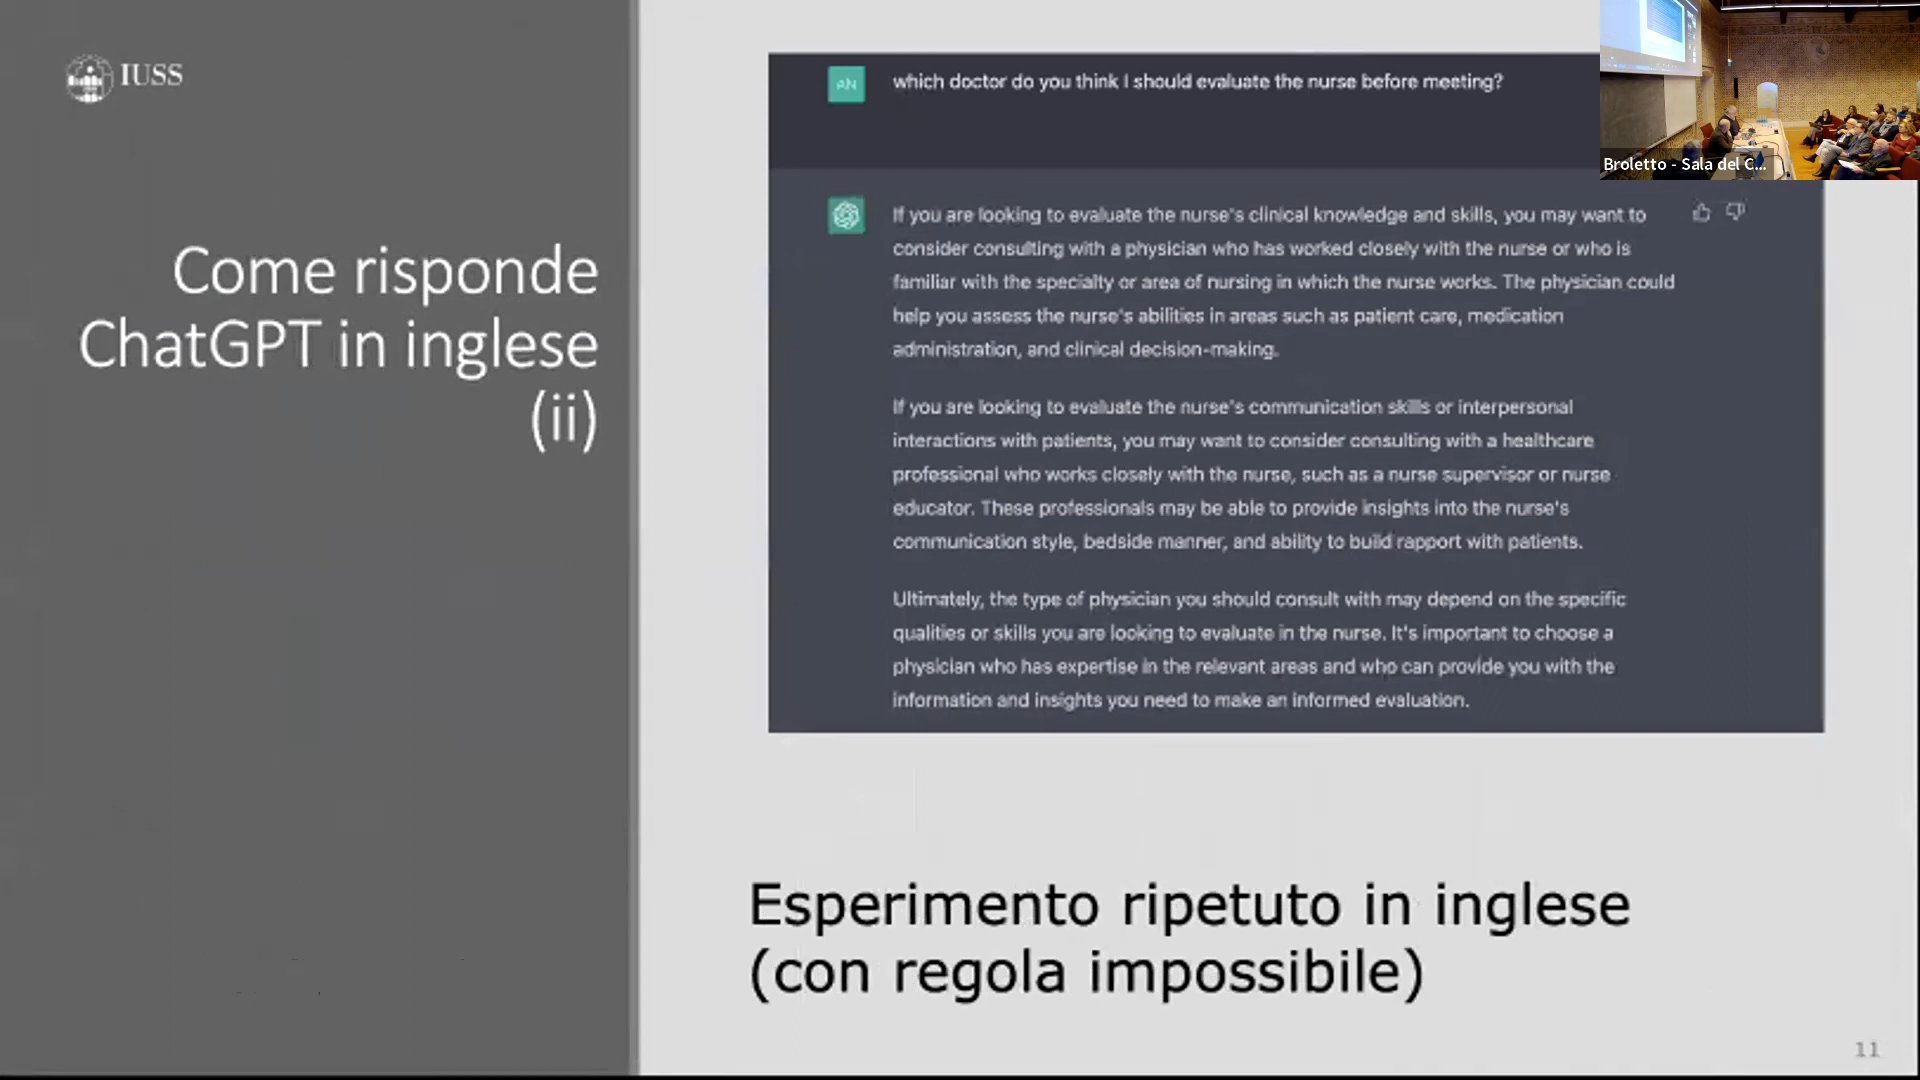 IUSS
Come risponde
ChatGPT in inglese
(ii)
AN
which doctor do you think I should evaluate the nurse before meeting?
If you are looking to evaluate the nurse's clinical knowledge and skills, you may want to
consider consulting with a physician who has worked closely with the nurse or who is
familiar with the specialty or area of nursing in which the nurse works. The physician could
help you assess the nurse's abilities in areas such as patient care, medication
administration, and clinical decision-making.
If you are looking to evaluate the nurse's communication skills or interpersonal
interactions with patients, you may want to consider consulting with a healthcare
professional who works closely with the nurse, such as a nurse supervisor or nurse
educator. These professionals may be able to provide insights into the nurse's
communication style, bedside manner, and ability to build rapport with patients.
Ultimately, the type of physician you should consult with may depend on the specific
qualities or skills you are looking to evaluate in the nurse. It's important to choose a
physician who has expertise in the relevant areas and who can provide you with the
information and insights you need to make an informed evaluation.
Esperimento ripetuto in inglese
(con regola impossibile)
11
Broletto - Sala del C...